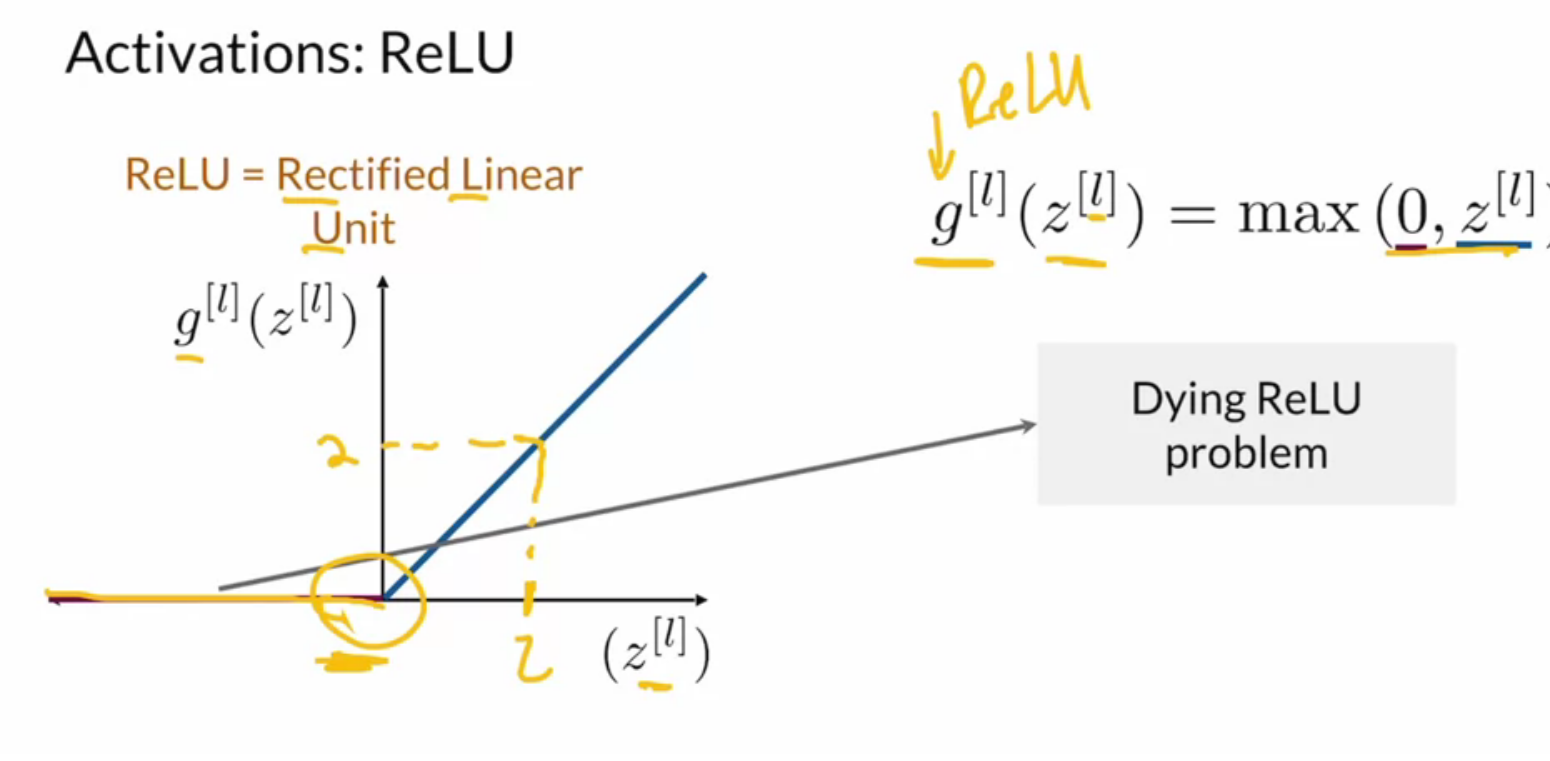 Activations: ReLU
ReLU
ReLU = Rectified Linear
Unit
g^{[l]}(z^{[l]}) = max (0, z^{[l]})
g^{[l]}(z^{[l]})
Dying ReLU
problem
2
2
(z^{[l]})